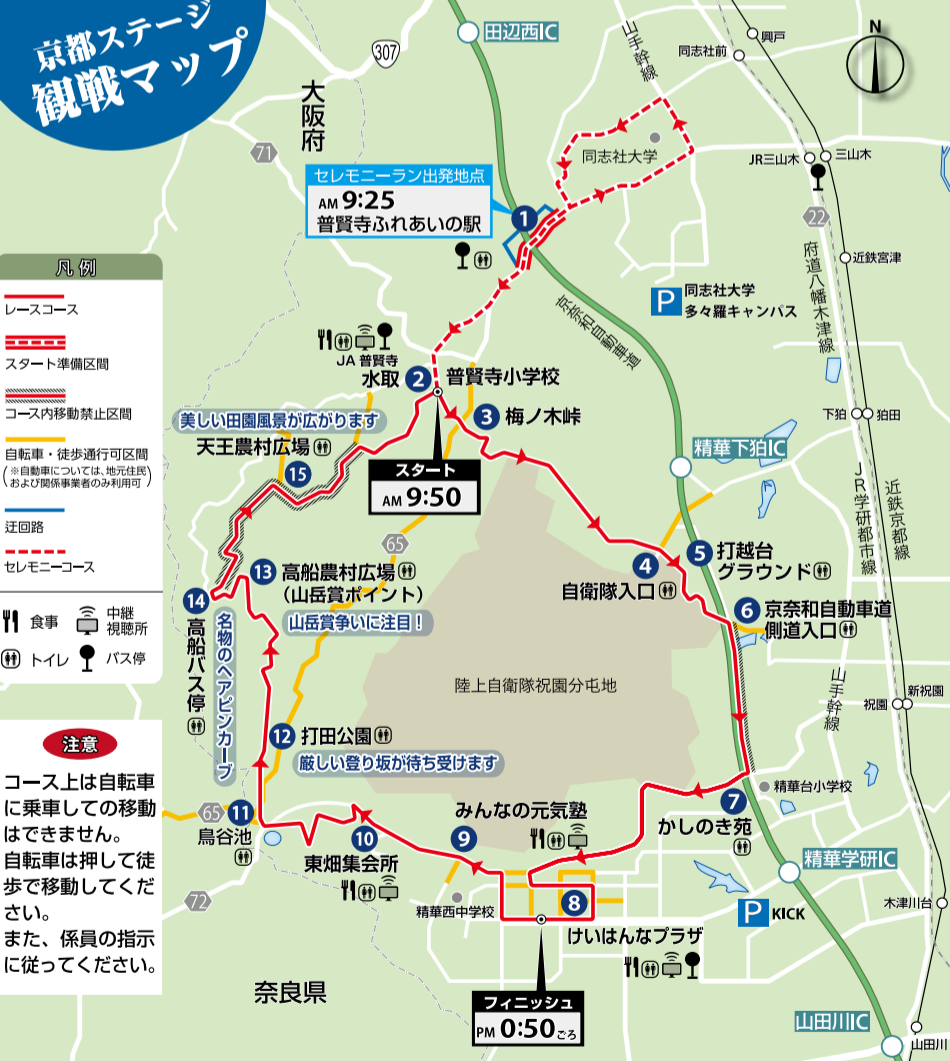 京都ステージ
観戦マップ
307
大阪府
71
田辺西IC
山手幹線
同志社前
興戸
N
同志社大学
JR三山木
三山木
22
府道八幡木津線
近鉄宮津
セレモニーラン出発地点
AM 9:25
普賢寺ふれあいの駅
1
京奈和自動車道
P
同志社大学
多々羅キャンパス
凡例
レースコース
スタート準備区間
コース内移動禁止区間
自転車・徒歩通行可区間
(※自動車については、地元住民
および関係事業者のみ利用可)
迂回路
セレモニーコース
食事
中継
視聴所
トイレ
バス停
JA 普賢寺
水取
2
普賢寺小学校
3
梅ノ木峠
美しい田園風景が広がります
天王農村広場
15
スタート
AM 9:50
下狛
狛田
精華下狛IC
JR学研都市線
近鉄京都線
65
4
自衛隊入口
5
打越台
グラウンド
6
京奈和自動車道
側道入口
13
高船農村広場
(山岳賞ポイント)
山岳賞争いに注目!
14
高船バス停
名物のヘアピンカーブ
陸上自衛隊祝園分屯地
山手幹線
祝園
新祝園
12
打田公園
厳しい登り坂が待ち受けます
注意
コース上は自転車
に乗車しての移動
はできません。
自転車は押して徒
歩で移動してくだ
さい。
また、係員の指示
に従ってください。
65
11
鳥谷池
72
10
東畑集会所
9
みんなの元気塾
7
かしのき苑
精華台小学校
精華学研IC
精華西中学校
8
けいはんなプラザ
P
KICK
木津川台
奈良県
フィニッシュ
PM 0:50ごろ
山田川IC
山田川